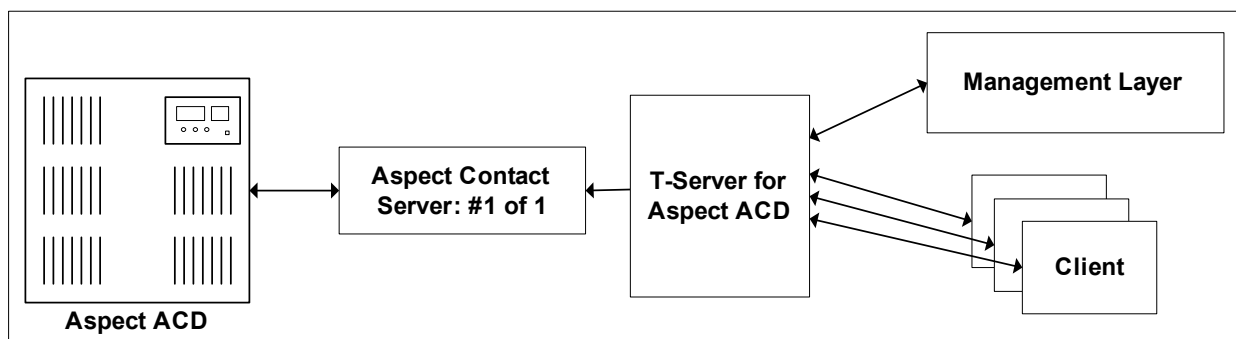 Aspect ACD
Aspect Contact
Server: #1 of 1
T-Server for
Aspect ACD
Management Layer
Client